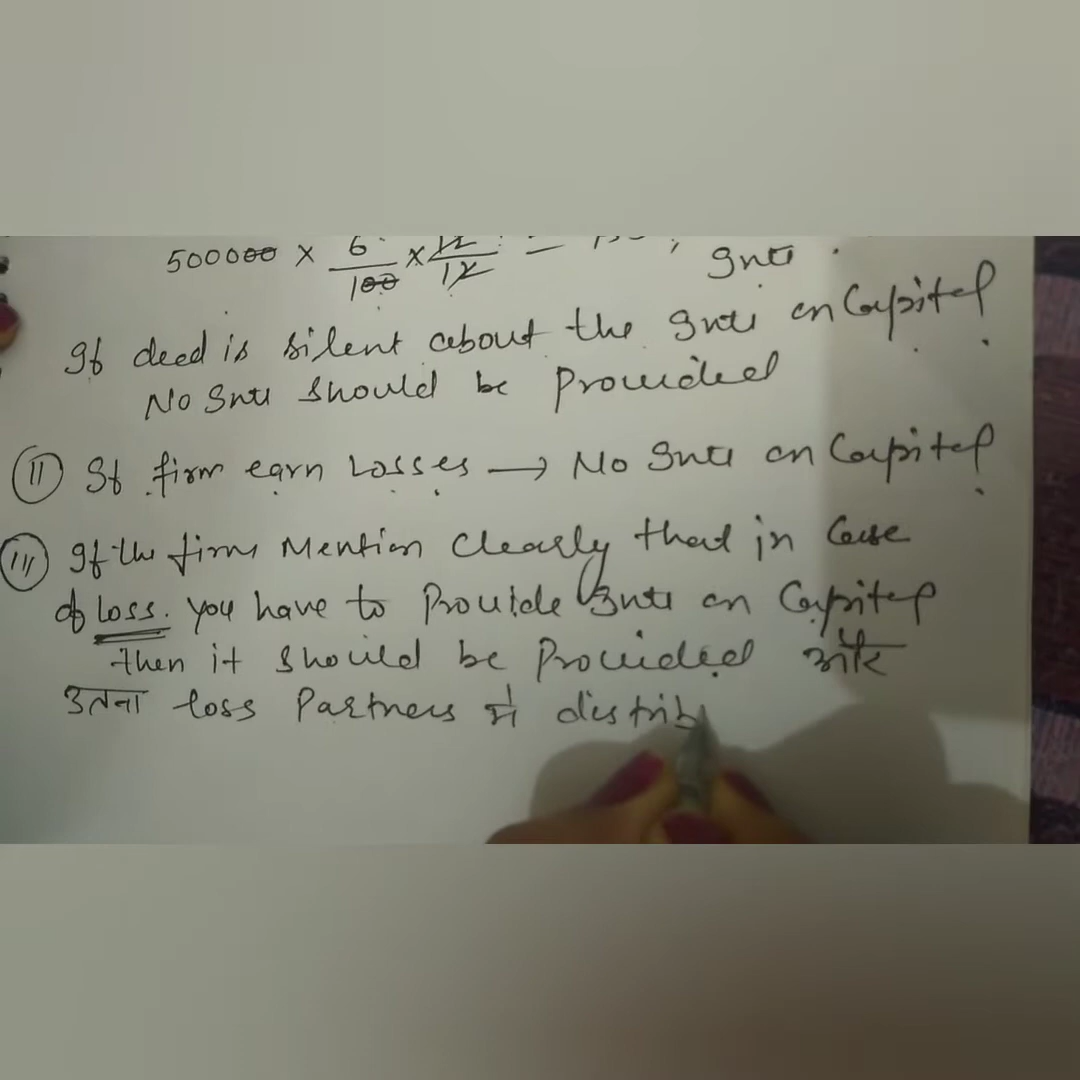 500000 × 6/100 × 12/12 =
Intt.
If deed is silent about the Intt on Capital.
No Intt should be Provided
(II) If firm earn Losses → No Intt on Capital.
(III) If the firm Mention Clearly that in Case
of Loss. You have to Provide Intt on Capital
then it should be Provided और
उतना loss Partners में distrib